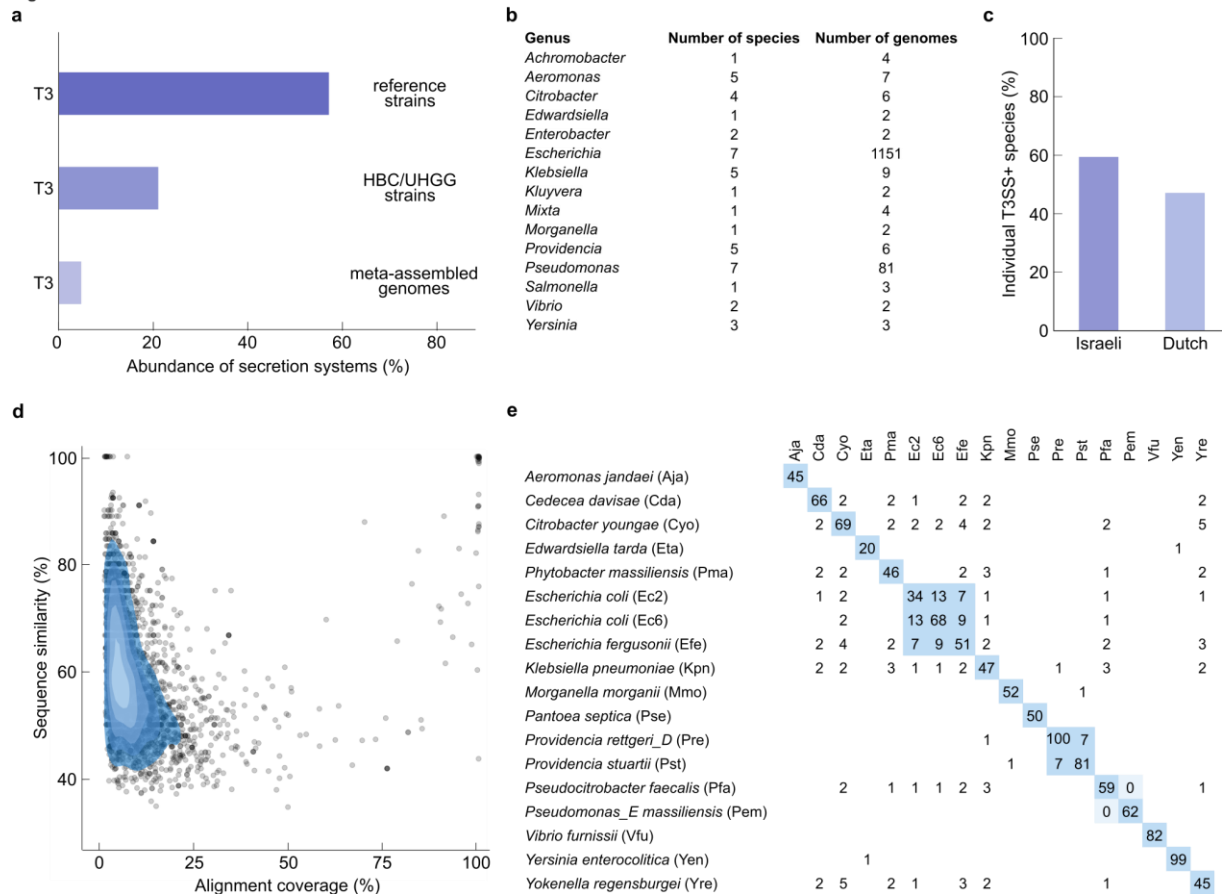 a
T3
reference
strains
T3
HBC/UHGG
strains
T3
meta-assembled
genomes
0 20 40 60 80
Abundance of secretion systems (%)
b
Genus Number of species Number of genomes
Achromobacter 1 4
Aeromonas 5 7
Citrobacter 4 6
Edwardsiella 1 2
Enterobacter 2 2
Escherichia 7 1151
Klebsiella 5 9
Kluyvera 1 2
Mixta 1 4
Morganella 1 2
Providencia 5 6
Pseudomonas 7 81
Salmonella 1 3
Vibrio 2 2
Yersinia 3 3
c
Individual T3SS+ species (%)
100
80
60
40
20
0
Israeli Dutch
d
Sequence similarity (%)
100
80
60
40
0 25 50 75 100
Alignment coverage (%)
e
Aja Cda Cyo Eta Pma Ec2 Ec6 Efe Kpn Mmo Pse Pre Pst Pfa Pem Vfu Yen Yre
Aeromonas jandaei (Aja) 45
Cedecea davisae (Cda) 66 2 2 1 2 2 2
Citrobacter youngae (Cyo) 2 69 2 2 2 4 2 2 5
Edwardsiella tarda (Eta) 20 1
Phytobacter massiliensis (Pma) 2 2 46 2 3 1 2
Escherichia coli (Ec2) 1 2 34 13 7 1 1 1
Escherichia coli (Ec6) 2 13 68 9 1 1
Escherichia fergusonii (Efe) 2 4 2 7 9 51 2 2 3
Klebsiella pneumoniae (Kpn) 2 2 3 1 1 2 47 1 3 2
Morganella morganii (Mmo) 52 1
Pantoea septica (Pse) 50
Providencia rettgeri_D (Pre) 1 100 7
Providencia stuartii (Pst) 1 7 81
Pseudocitrobacter faecalis (Pfa) 2 1 1 1 2 3 59 0 1
Pseudomonas_E massiliensis (Pem) 0 62
Vibrio furnissii (Vfu) 82
Yersinia enterocolitica (Yen) 1 99
Yokenella regensburgei (Yre) 2 5 2 1 3 2 1 45